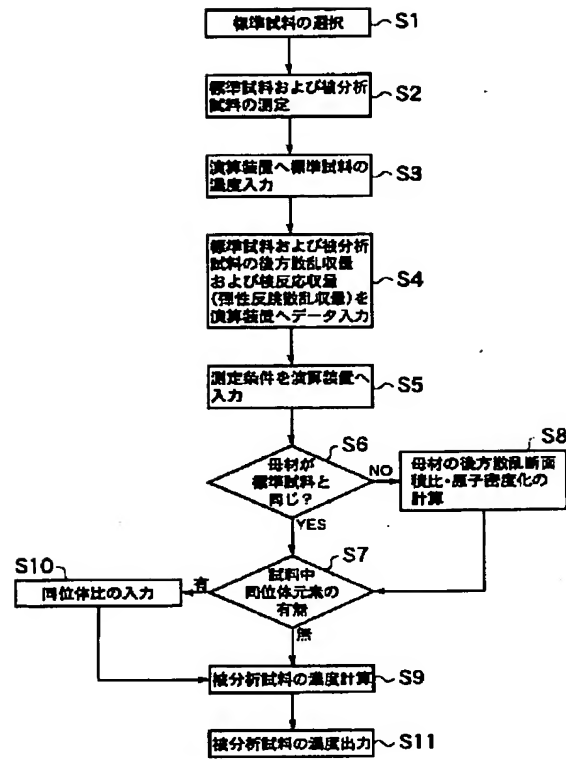 標準試料の選択
S1
標準試料および被分析
試料の測定
S2
演算装置へ標準試料の
濃度入力
S3
標準試料および被分析
試料の後方散乱収量
および核反応収量
(弾性反跳散乱収量)を
演算装置へデータ入力
S4
測定条件を演算装置へ
入力
S5
母材が
標準試料と
同じ?
S6
NO
YES
母材の後方散乱断面
積比・原子密度化の
計算
S8
試料中
同位体元素の
有無
S7
有
無
S10
同位体比の入力
被分析試料の濃度計算
S9
被分析試料の濃度出力
S11